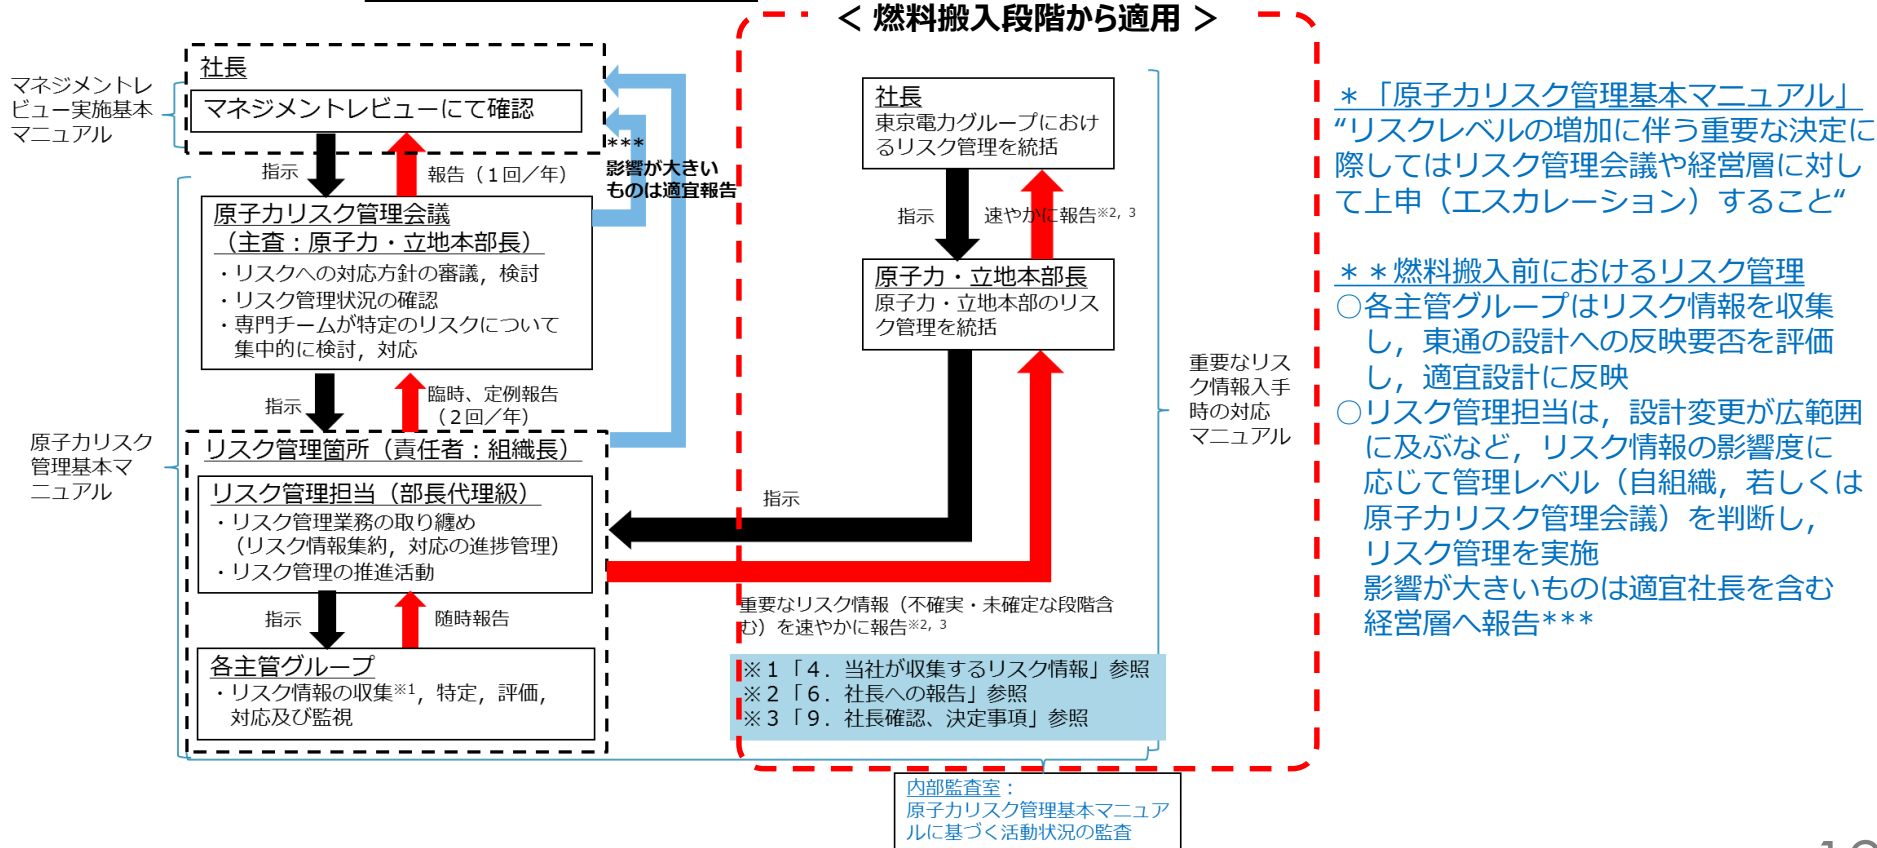 ＜ 燃料搬入段階から適用 ＞
マネジメントレ
ビュー実施基本
マニュアル
社長
マネジメントレビューにて確認
指示
報告（１回／年）
***
影響が大きい
ものは適宜報告
原子力リスク管理会議
（主査：原子力・立地本部長）
・リスクへの対応方針の審議，検討
・リスク管理状況の確認
・専門チームが特定のリスクについて
集中的に検討，対応
指示
臨時、定例報告
（２回／年）
原子力リスク
管理基本マ
ニュアル
リスク管理箇所（責任者：組織長）
リスク管理担当（部長代理級）
・リスク管理業務の取り纏め
（リスク情報集約，対応の進捗管理）
・リスク管理の推進活動
指示
随時報告
各主管グループ
・リスク情報の収集※1，特定，評価，
対応及び監視
社長
東京電力グループにおけ
るリスク管理を統括
指示
速やかに報告※2，3
原子力・立地本部長
原子力・立地本部のリス
ク管理を統括
指示
重要なリスク情報（不確実・未確定な段階含
む）を速やかに報告※2，3
※１「４．当社が収集するリスク情報」参照
※２「６．社長への報告」参照
※３「９．社長確認、決定事項」参照
重要なリス
ク情報入手
時の対応
マニュアル
内部監査室：
原子力リスク管理基本マニュア
ルに基づく活動状況の監査
＊「原子力リスク管理基本マニュアル」
“リスクレベルの増加に伴う重要な決定に
際してはリスク管理会議や経営層に対し
て上申（エスカレーション）すること“
＊＊燃料搬入前におけるリスク管理
○各主管グループはリスク情報を収集
し，東通の設計への反映要否を評価
し，適宜設計に反映
○リスク管理担当は，設計変更が広範囲
に及ぶなど，リスク情報の影響度に
応じて管理レベル（自組織，若しくは
原子力リスク管理会議）を判断し，
リスク管理を実施
影響が大きいものは適宜社長を含む
経営層へ報告***